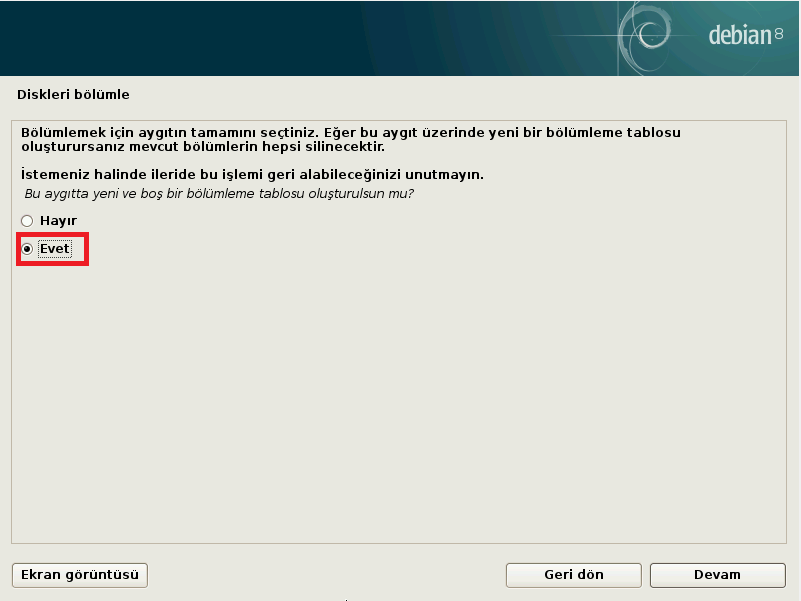 debian 8
Diskleri bölümle
Bölümlemek için aygıtın tamamını seçtiniz. Eğer bu aygıt üzerinde yeni bir bölümleme tablosu
oluşturursanız mevcut bölümlerin hepsi silinecektir.
İstemeniz halinde ileride bu işlemi geri alabileceğinizi unutmayın.
Bu aygıtta yeni ve boş bir bölümleme tablosu oluşturulsun mu?
Hayır
Evet
Ekran görüntüsü
Geri dön
Devam